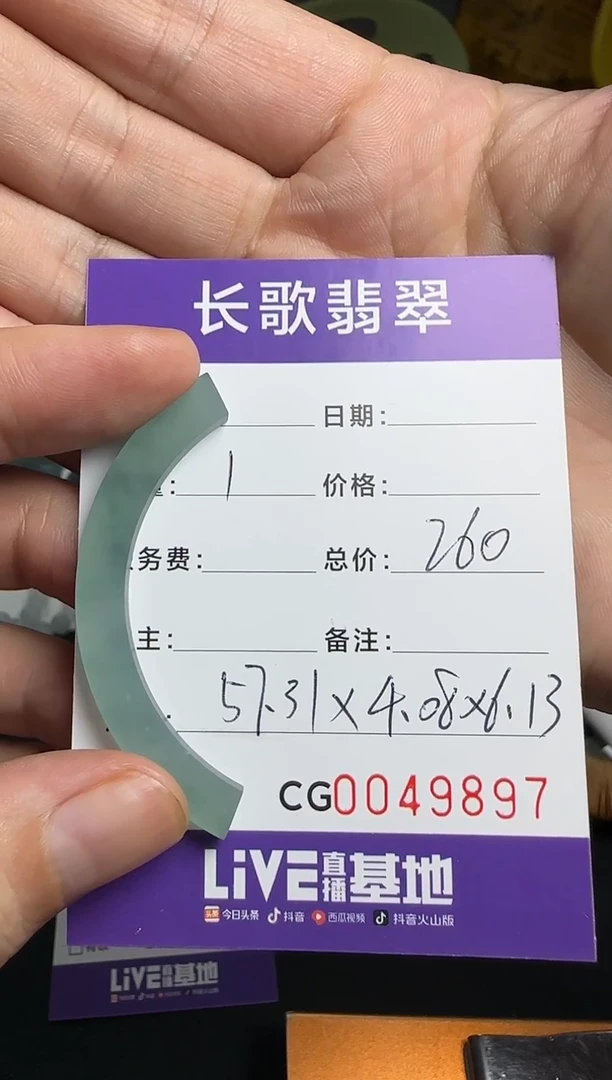 长歌翡翠
日期:
: 1 价格:
务费: 总价: 260
主: 备注:
57.31×4.08×6.13
CG0049897
LiVE直播基地
今日头条 抖音 西瓜视频 抖音火山版
LiVE直播基地